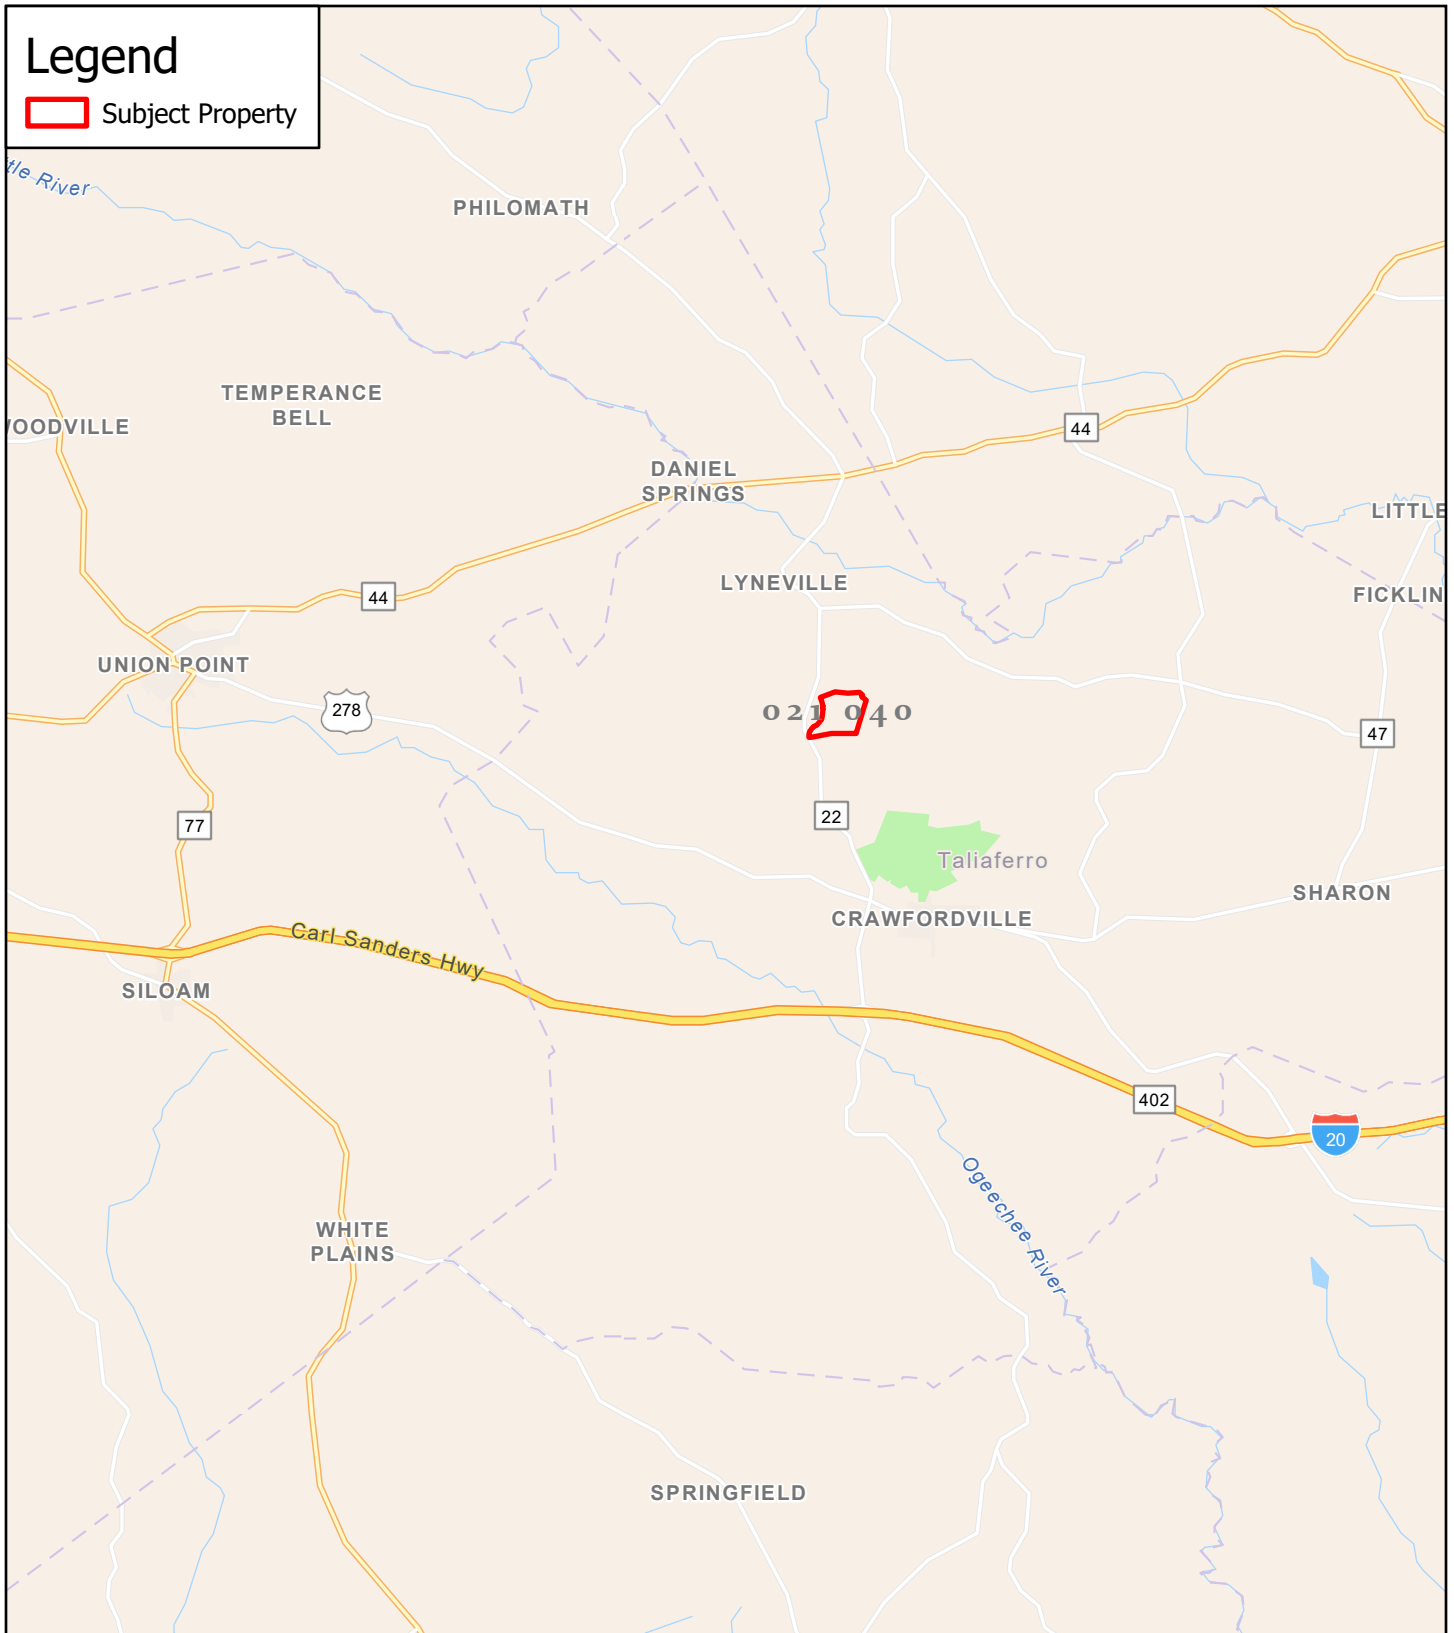 Legend
Subject Property
tle River
PHILOMATH
TEMPERANCE
BELL
OODVILLE
44
DANIEL
SPRINGS
LITTLE
LYNEVILLE
FICKLIN
44
UNION POINT
278
021 040
47
22
77
Taliaferro
SHARON
CRAWFORDVILLE
Carl Sanders Hwy
SILOAM
402
20
Ogeechee River
WHITE
PLAINS
SPRINGFIELD